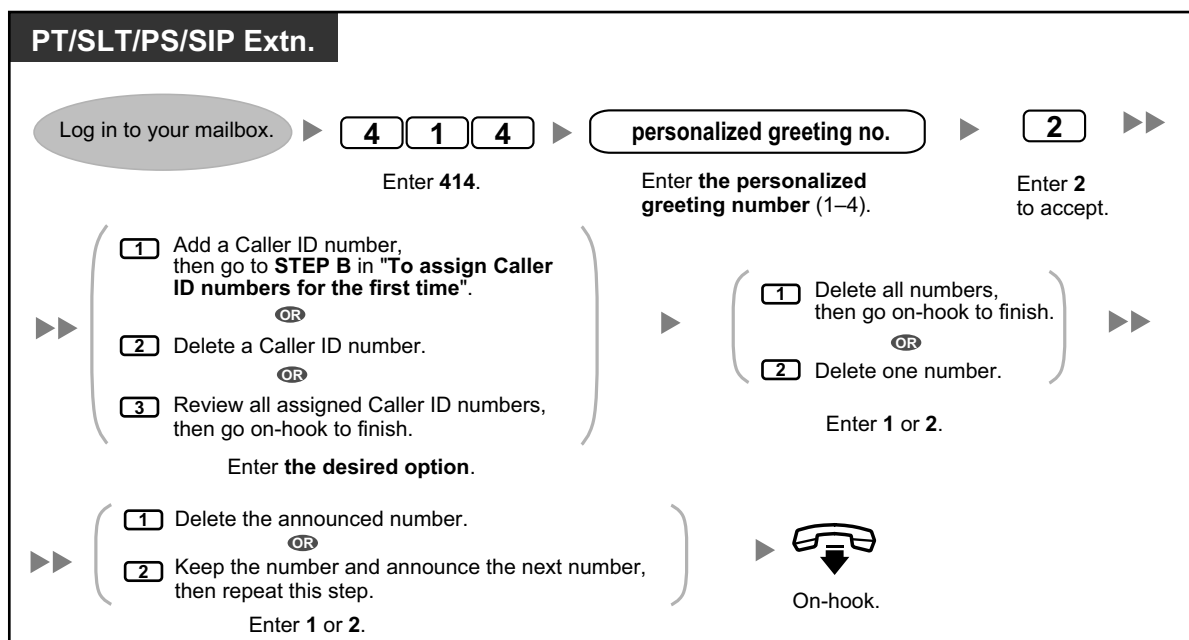 PT/SLT/PS/SIP Extn.
Log in to your mailbox.
4 1 4
personalized greeting no.
2
Enter 414.
Enter the personalized
greeting number (1–4).
Enter 2
to accept.
1 Add a Caller ID number,
then go to STEP B in "To assign Caller
ID numbers for the first time".
OR
2 Delete a Caller ID number.
OR
3 Review all assigned Caller ID numbers,
then go on-hook to finish.
Enter the desired option.
1 Delete all numbers,
then go on-hook to finish.
OR
2 Delete one number.
Enter 1 or 2.
1 Delete the announced number.
OR
2 Keep the number and announce the next number,
then repeat this step.
Enter 1 or 2.
On-hook.